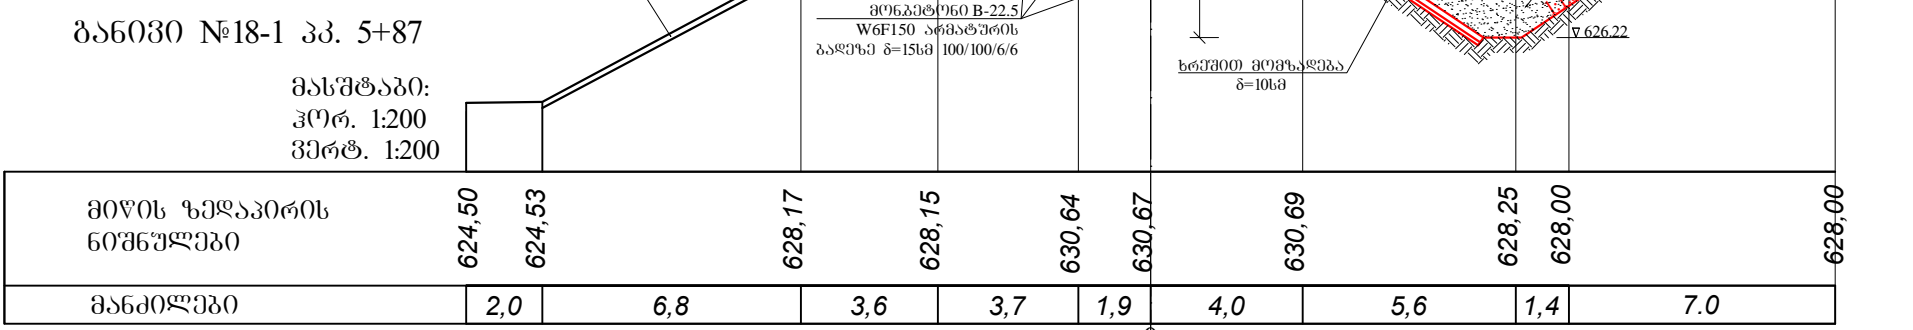 მონბეტონი B-22.5
W6F150 არმატურის
ბადეზე δ=15სმ 100/100/6/6
განივი №18-1 პკ. 5+87
∇ 626.22
ხრეშით მომზადება
δ=10სმ
მასშტაბი:
ჰორ. 1:200
ვერტ. 1:200
მიწის ზედაპირის
ნიშნულები
624,50 624,53 628,17 628,15 630,64 630,67 630,69 628,25 628,00 628,00
მანძილები 2,0 6,8 3,6 3,7 1,9 4,0 5,6 1,4 7.0